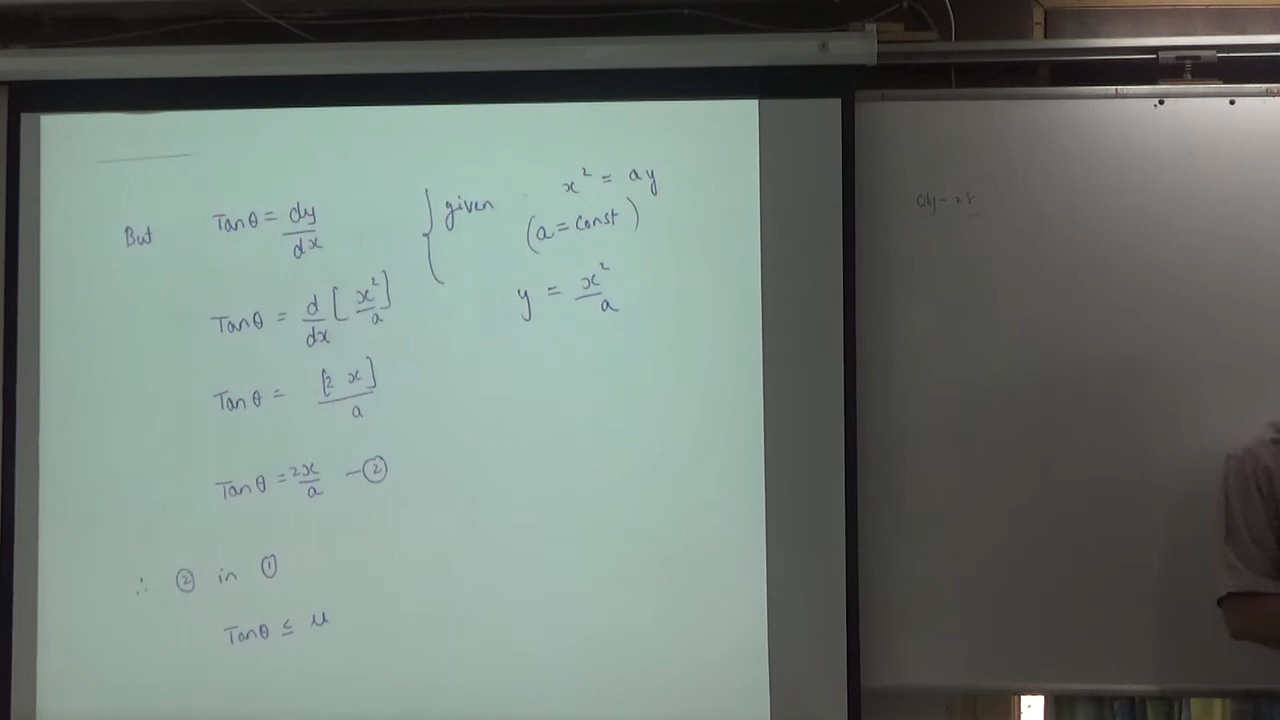 But Tanθ = dy/dx } given x² = ay
(a = const)
Tanθ = d/dx [x²/a] y = x²/a
Tanθ = [2 x]/a
Tanθ = 2x/a — ②
∴ ② in ①
Tanθ ≤ μ